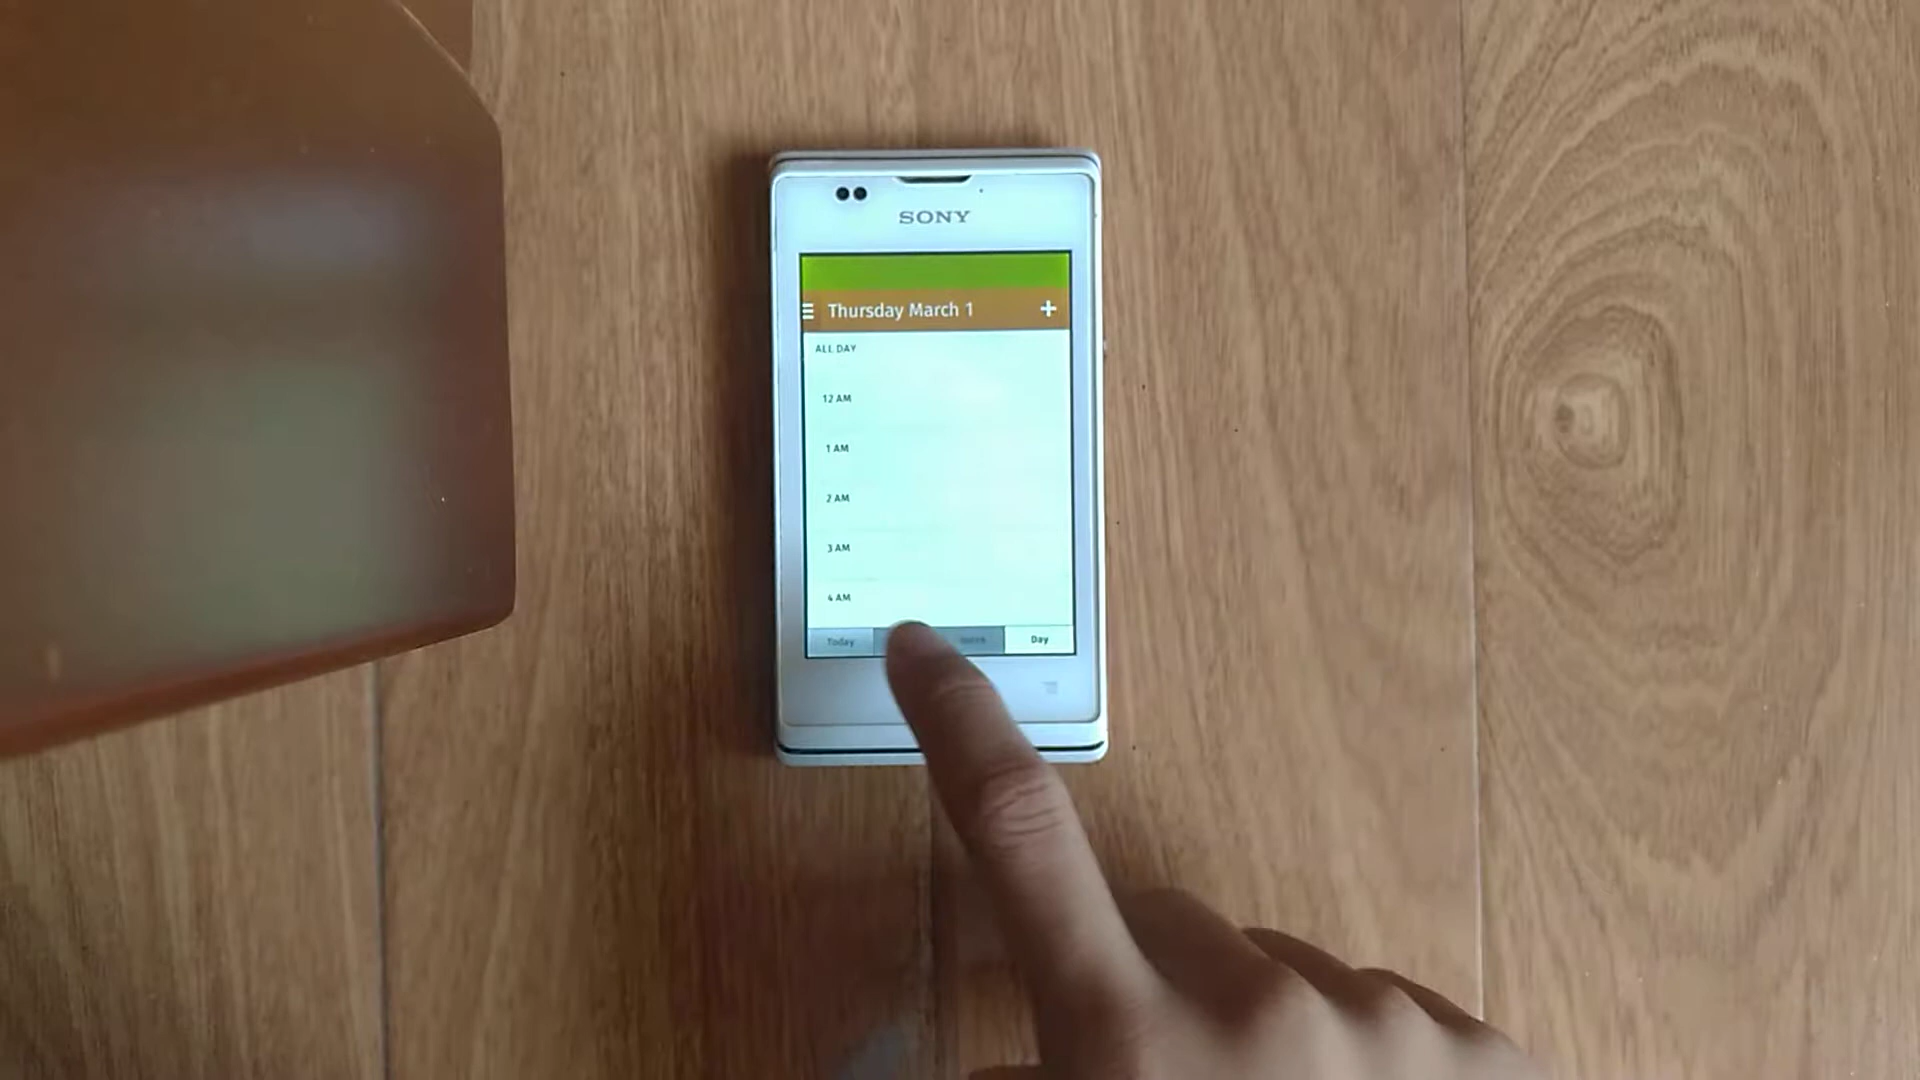 SONY
Thursday March 1 +
ALL DAY
12 AM
1 AM
2 AM
3 AM
4 AM
Today Day